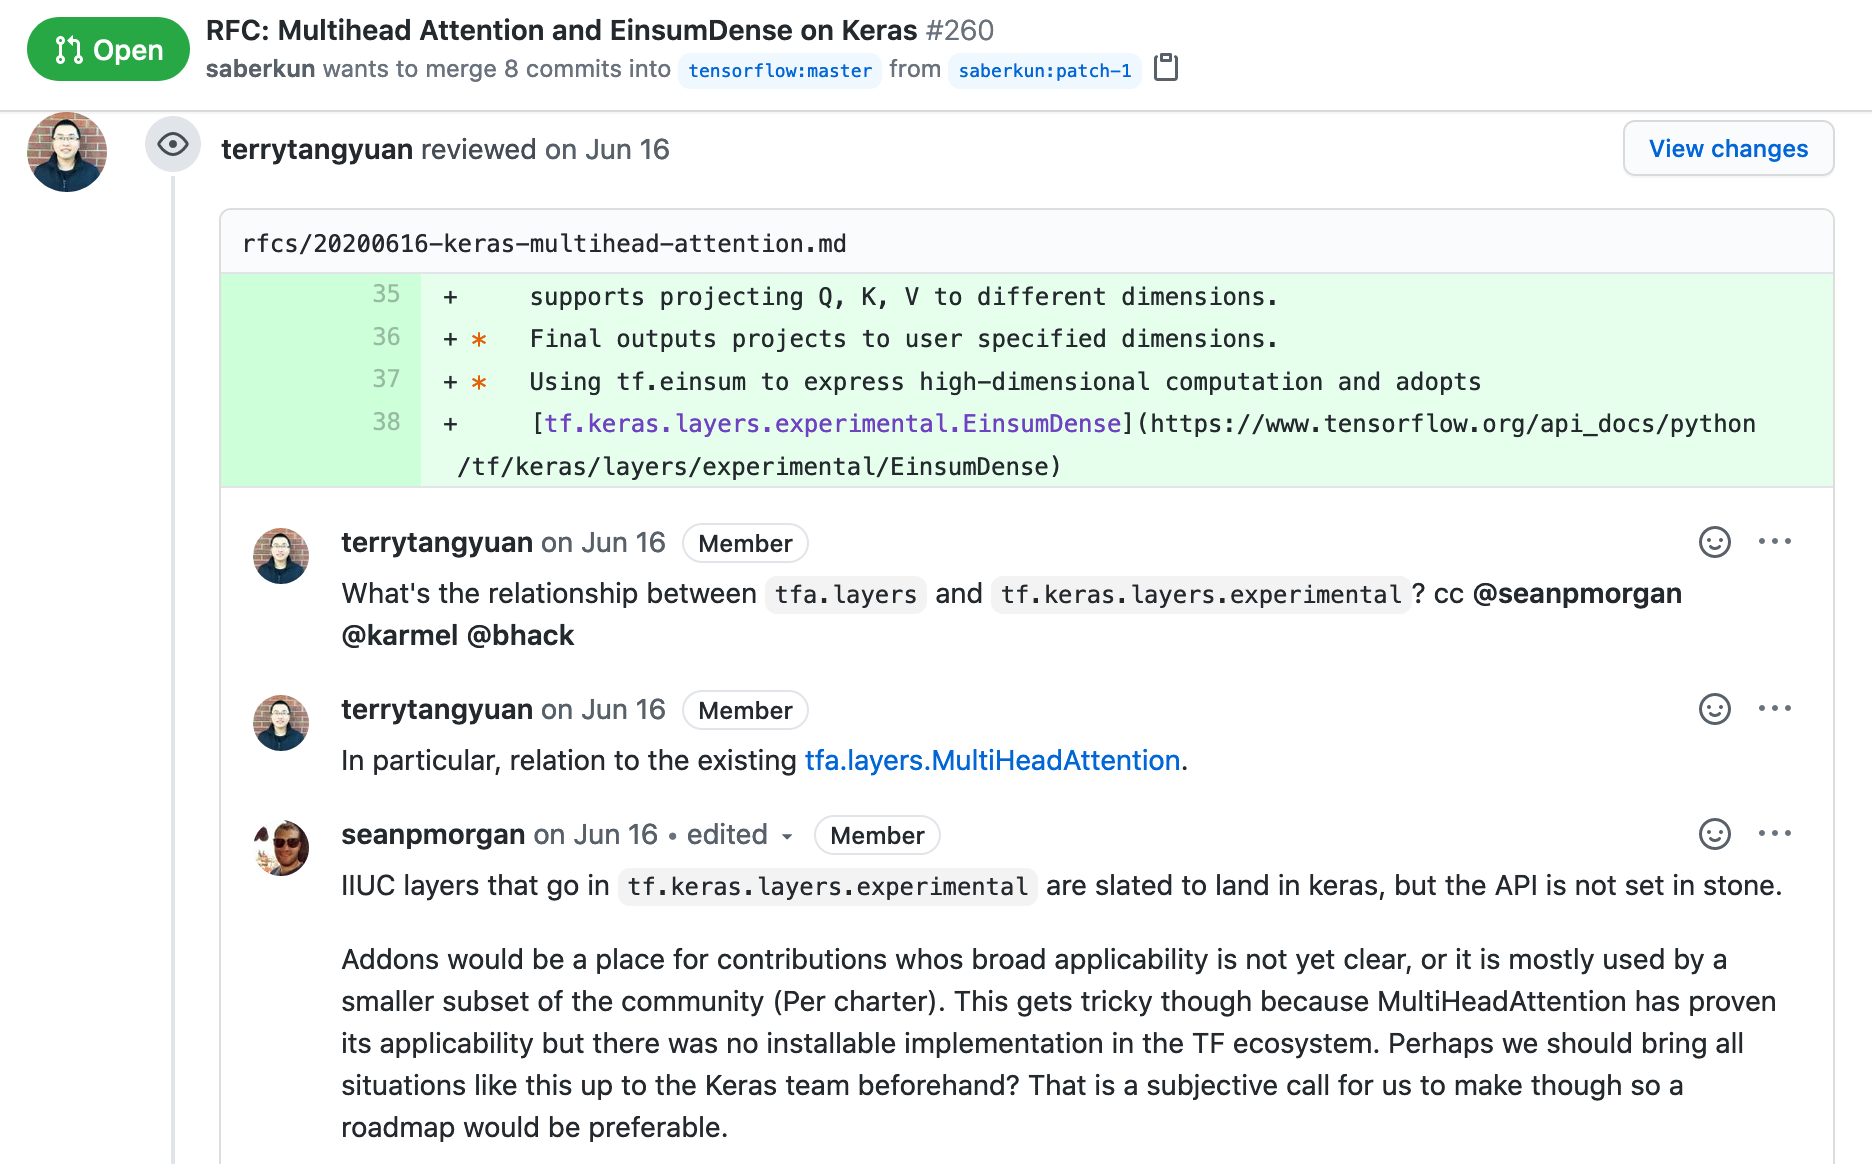 Open
RFC: Multihead Attention and EinsumDense on Keras #260
saberkun wants to merge 8 commits into tensorflow:master from saberkun:patch-1
terrytangyuan reviewed on Jun 16
View changes
rfcs/20200616-keras-multihead-attention.md
35 + supports projecting Q, K, V to different dimensions.
36 + * Final outputs projects to user specified dimensions.
37 + * Using tf.einsum to express high-dimensional computation and adopts
38 + [tf.keras.layers.experimental.EinsumDense](https://www.tensorflow.org/api_docs/python
/tf/keras/layers/experimental/EinsumDense)
terrytangyuan on Jun 16 Member
What's the relationship between tfa.layers and tf.keras.layers.experimental? cc @seanpmorgan
@karmel @bhack
terrytangyuan on Jun 16 Member
In particular, relation to the existing tfa.layers.MultiHeadAttention.
seanpmorgan on Jun 16 • edited Member
IIUC layers that go in tf.keras.layers.experimental are slated to land in keras, but the API is not set in stone.
Addons would be a place for contributions whos broad applicability is not yet clear, or it is mostly used by a
smaller subset of the community (Per charter). This gets tricky though because MultiHeadAttention has proven
its applicability but there was no installable implementation in the TF ecosystem. Perhaps we should bring all
situations like this up to the Keras team beforehand? That is a subjective call for us to make though so a
roadmap would be preferable.